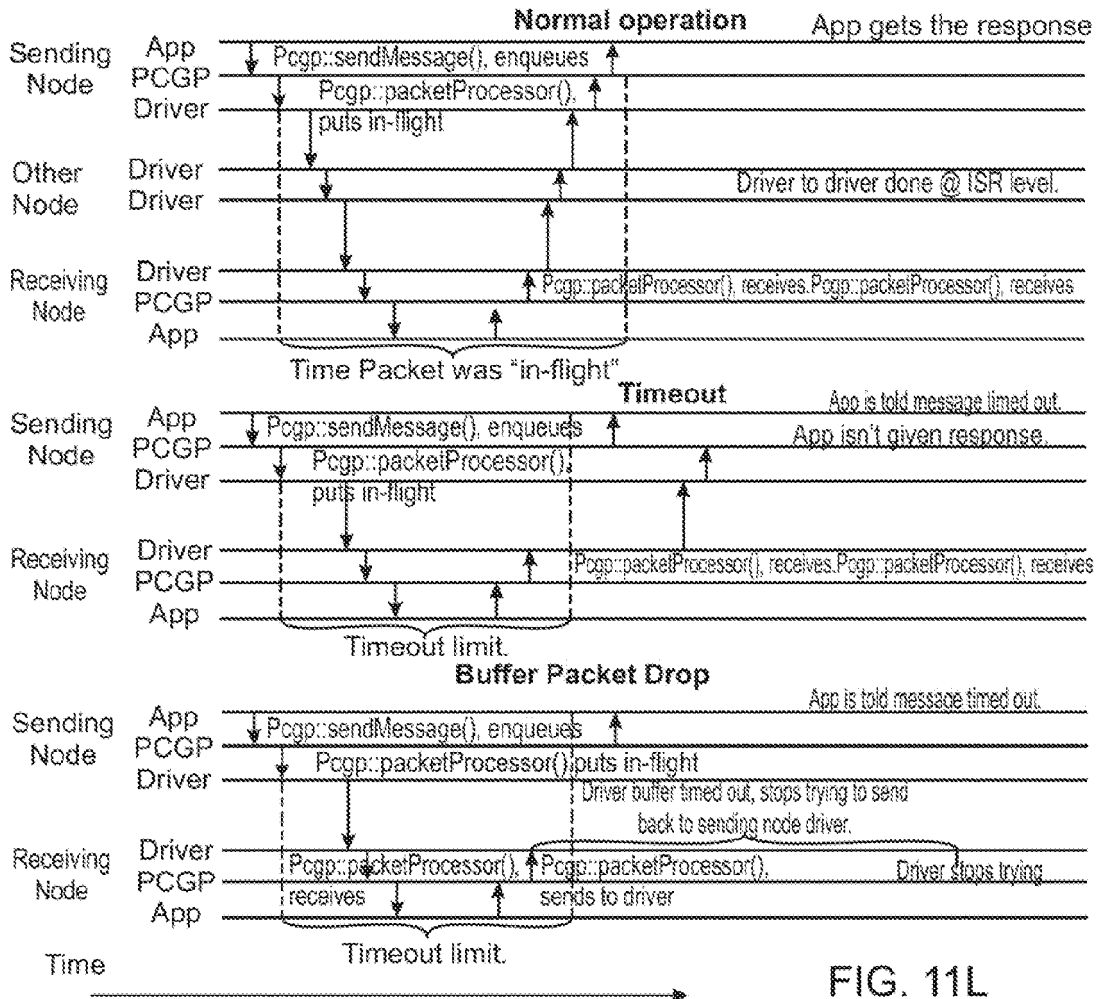 Normal operation
App gets the response
Sending Node
App
Pcgp::sendMessage(), enqueues
PCGP
Pcgp::packetProcessor(), puts in-flight
Driver
Other Node
Driver
Driver to driver done @ ISR level.
Driver
Receiving Node
Driver
Pcgp::packetProcessor(), receives.Pcgp::packetProcessor(), receives
PCGP
App
Time Packet was "in-flight"
Timeout
Sending Node
App
App is told message timed out.
Pcgp::sendMessage(), enqueues
App isn't given response.
PCGP
Pcgp::packetProcessor(), puts in-flight
Driver
Receiving Node
Driver
Pcgp::packetProcessor(), receives.Pcgp::packetProcessor(), receives
PCGP
App
Timeout limit.
Buffer Packet Drop
App is told message timed out.
Sending Node
App
Pcgp::sendMessage(), enqueues
PCGP
Pcgp::packetProcessor() puts in-flight
Driver
Driver buffer timed out, stops trying to send
back to sending node driver.
Receiving Node
Driver
Pcgp::packetProcessor(), receives
Pcgp::packetProcessor(), sends to driver
Driver stops trying
PCGP
App
Timeout limit.
Time
FIG. 11L